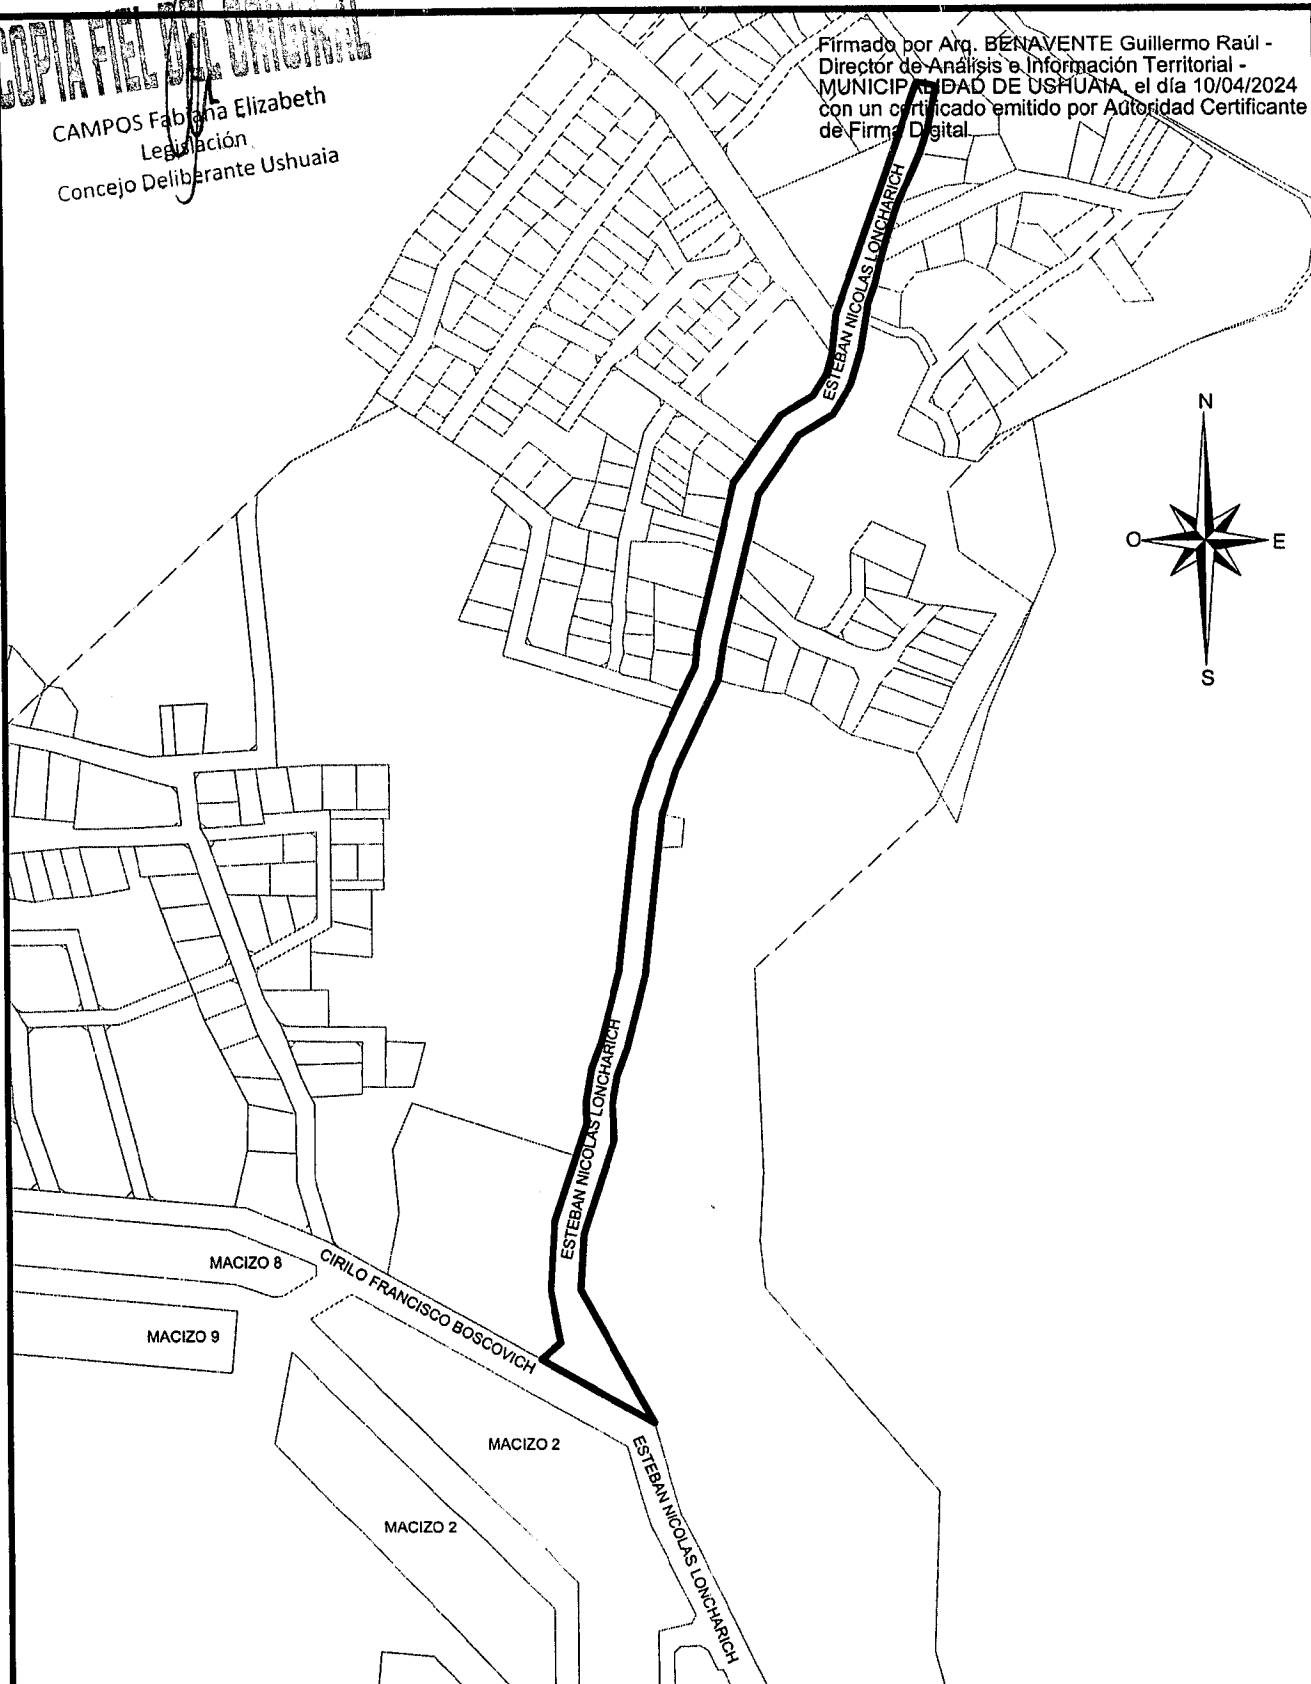 COPIA FIEL DEL ORIGINAL
CAMPOS Fabiana Elizabeth
Legislación
Concejo Deliberante Ushuaia
Firmado por Arq. BENAVENTE Guillermo Raúl -
Director de Análisis e Información Territorial -
MUNICIPALIDAD DE USHUAIA, el día 10/04/2024
con un certificado emitido por Autoridad Certificante
de Firma Digital.
ESTEBAN NICOLAS LONCHARICH
ESTEBAN NICOLAS LONCHARICH
N
O
E
S
ESTEBAN NICOLAS LONCHARICH
MACIZO 8
CIRILO FRANCISCO BOSCOVICH
MACIZO 9
MACIZO 2
ESTEBAN NICOLAS LONCHARICH
MACIZO 2